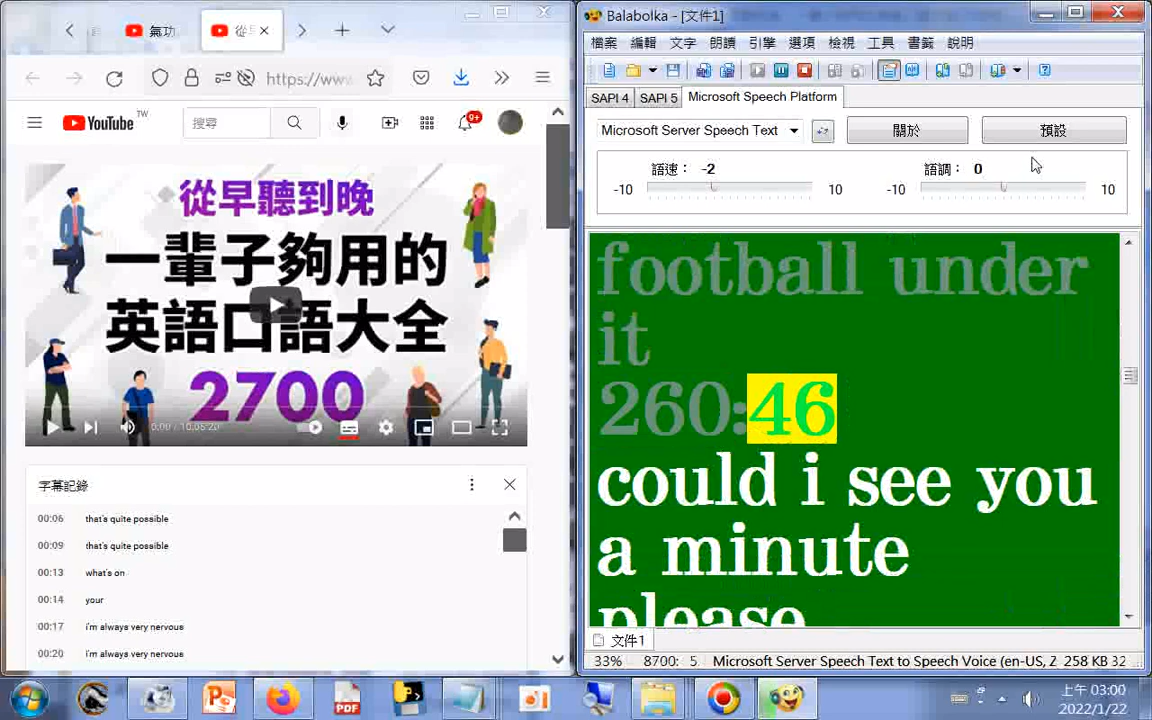 氣功
從
https://www
YouTube TW
搜尋
9+
從早聽到晚
一輩子夠用的
英語口語大全
2700
0:00 / 10:05:20
字幕記錄
00:06 that's quite possible
00:09 that's quite possible
00:13 what's on
00:14 your
00:17 i'm always very nervous
00:20 i'm always very nervous
Balabolka - [文件1]
檔案 編輯 文字 朗讀 引擎 選項 檢視 工具 書籤 說明
SAPI 4 SAPI 5 Microsoft Speech Platform
Microsoft Server Speech Text 關於 預設
語速： -2 語調： 0
-10 10 -10 10
football under
it
260:46
could i see you
a minute
please
文件1
33% 8700: 5 Microsoft Server Speech Text to Speech Voice (en-US, Z 258 KB 32
PDF
上午 03:00
2022/1/22